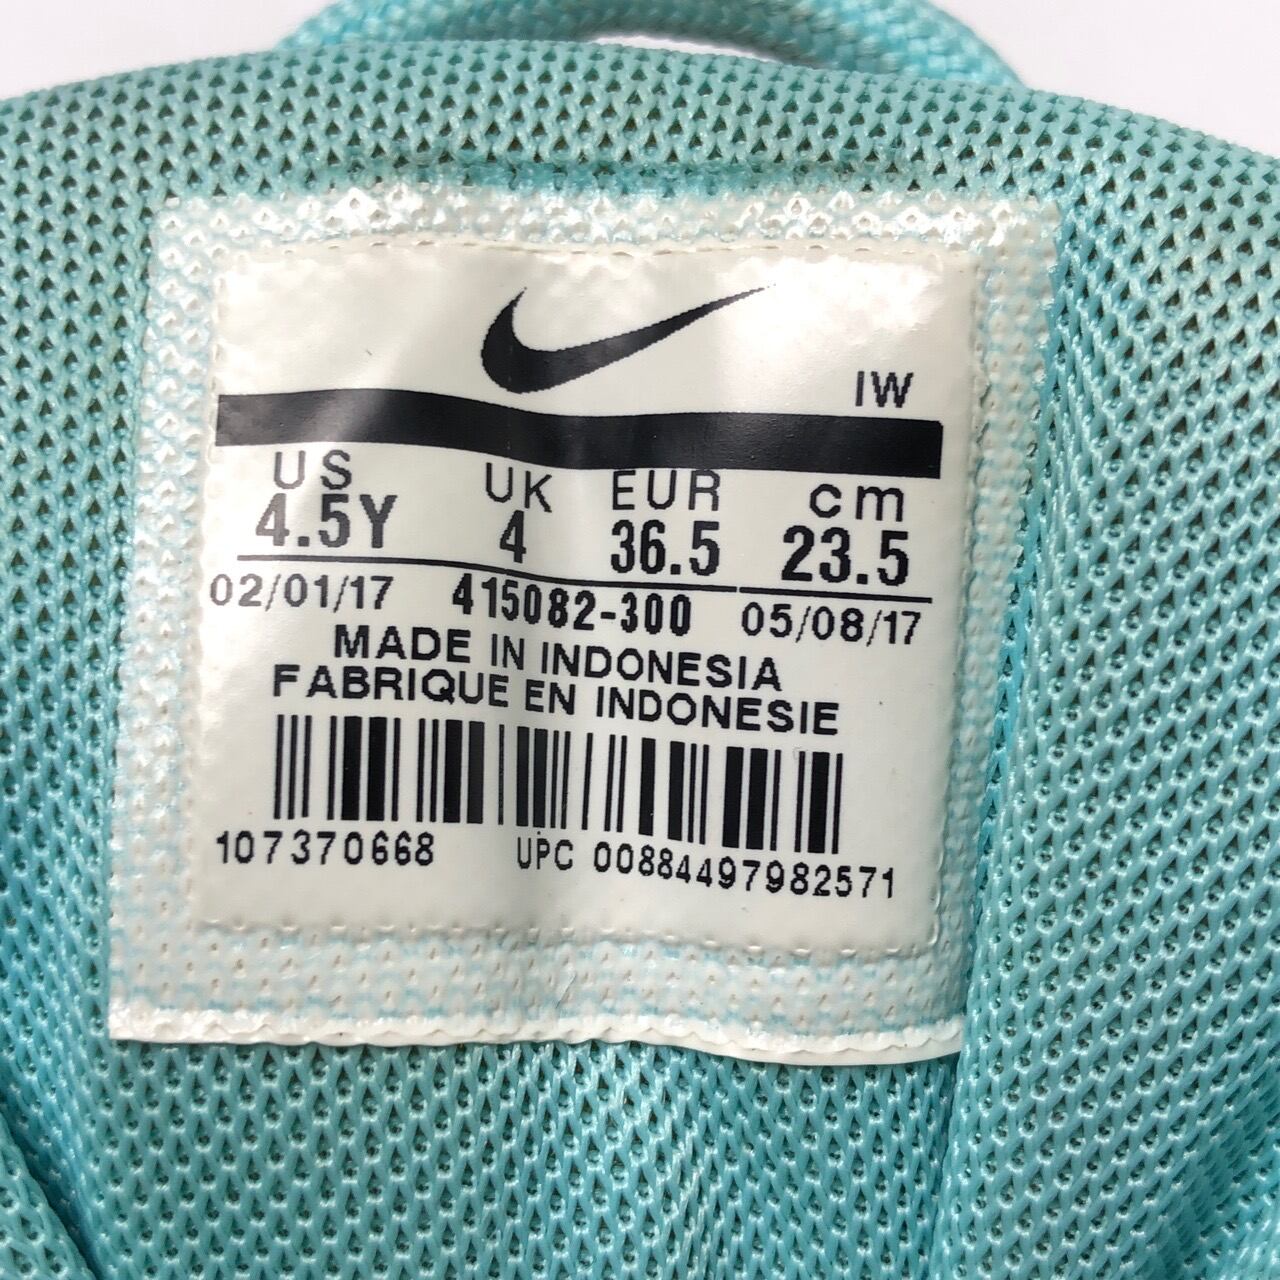 IW
US UK EUR cm
4.5Y 4 36.5 23.5
02/01/17 415082-300 05/08/17
MADE IN INDONESIA
FABRIQUE EN INDONESIE
107370668 UPC 00884497982571